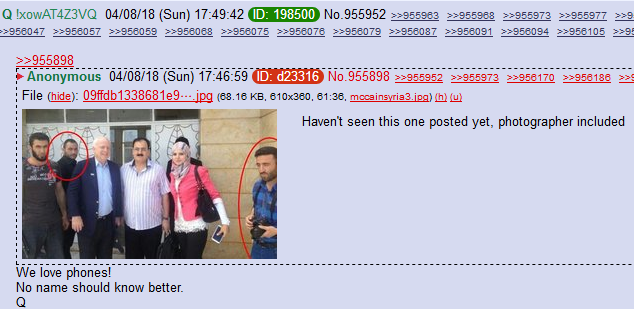 Q !xowAT4Z3VQ 04/08/18 (Sun) 17:49:42 ID: 198500 No.955952 >>955963 >>955968 >>955973 >>955977
>>956047 >>956057 >>956059 >>956068 >>956075 >>956076 >>956079 >>956087 >>956091 >>956094 >>956105
>>955898
Anonymous 04/08/18 (Sun) 17:46:59 ID: d23316 No.955898 >>955952 >>955973 >>956170 >>956186
File (hide): 09ffdb1338681e9⋯.jpg (68.16 KB, 610x360, 61:36, mccainsyria3.jpg) (h) (u)
Haven't seen this one posted yet, photographer included
We love phones!
No name should know better.
Q